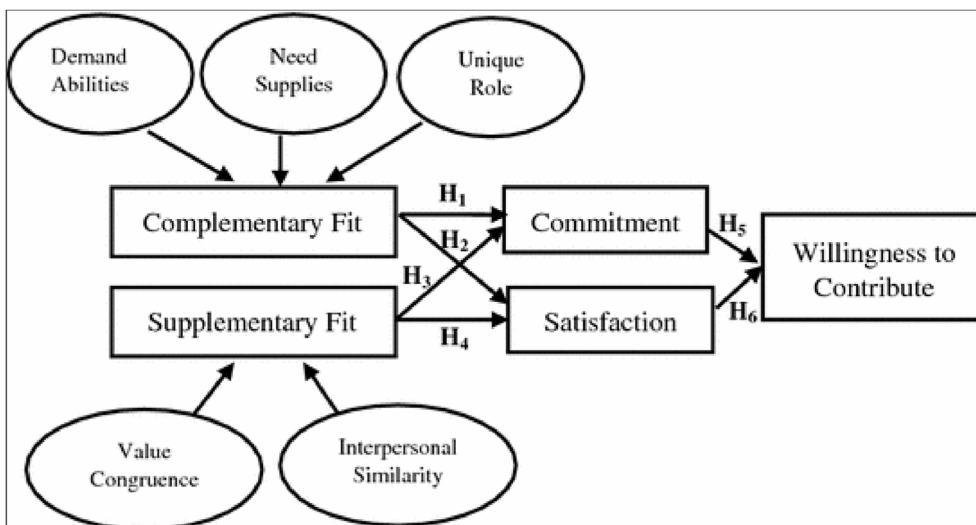 Demand
Abilities
Need
Supplies
Unique
Role
Complementary Fit
H₁
Commitment
H₂
H₅
Willingness to
Contribute
H₃
Supplementary Fit
H₄
Satisfaction
H₆
Value
Congruence
Interpersonal
Similarity